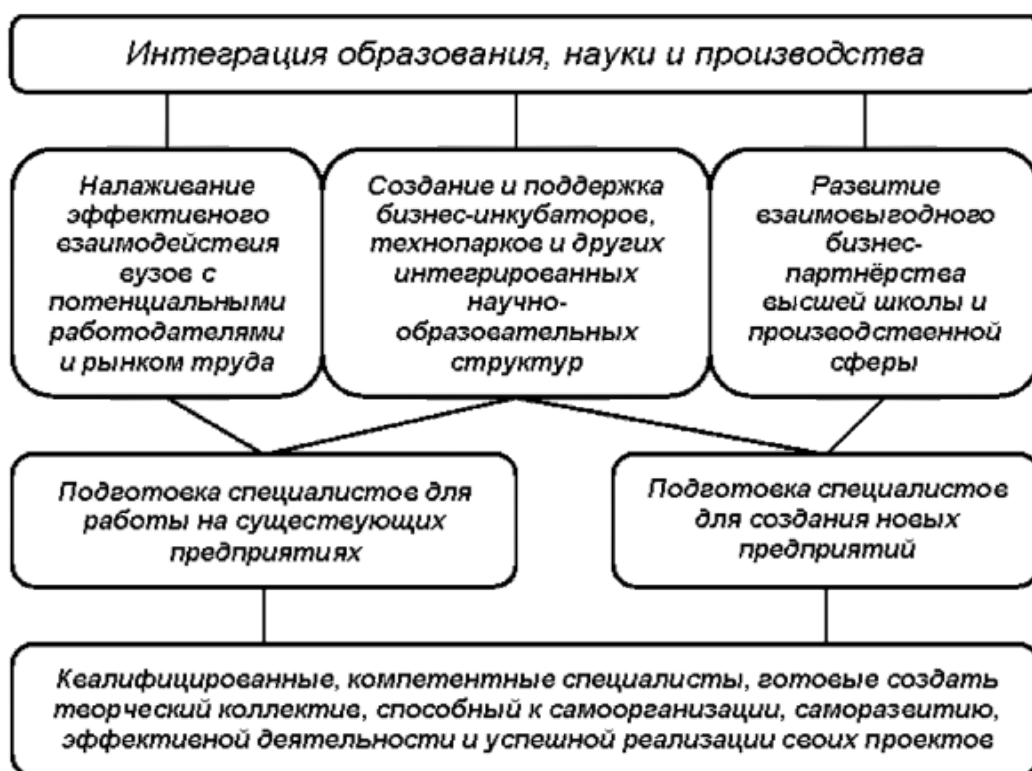 Интеграция образования, науки и производства
Налаживание
эффективного
взаимодействия
вузов с
потенциальными
работодателями
и рынком труда
Создание и поддержка
бизнес-инкубаторов,
технопарков и других
интегрированных
научно-
образовательных
структур
Развитие
взаимовыгодного
бизнес-
партнёрства
высшей школы и
производственной
сферы
Подготовка специалистов для
работы на существующих
предприятиях
Подготовка специалистов
для создания новых
предприятий
Квалифицированные, компетентные специалисты, готовые создать
творческий коллектив, способный к самоорганизации, саморазвитию,
эффективной деятельности и успешной реализации своих проектов